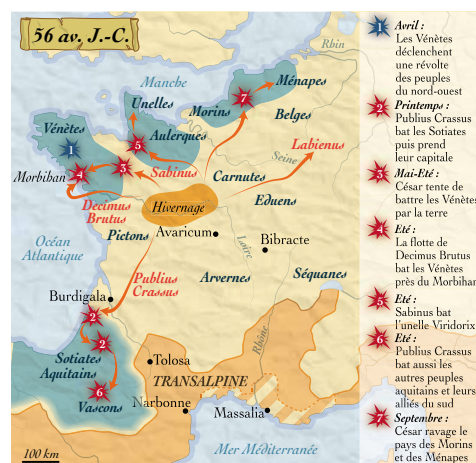 56 av. J.-C.
Rhin
Manche
Ménapes
Unelles
Morins
Belges
Vénètes
Aulerques
Labienus
Seine
Sabinus
Carnutes
Morbihan
Eduens
Decimus
Brutus
Hivernage
Pictons
Avaricum
Océan
Atlantique
Loire
Bibracte
Publius
Crassus
Arvernes
Séquanes
Burdigala
Rhône
Sotiates
Aquitains
Tolosa
TRANSALPINE
Vascons
Narbonne
Massalia
Mer Méditerranée
100 km
1
2
2
3
4
5
6
7
1 Avril :
Les Vénètes
déclenchent
une révolte
des peuples
du nord-ouest
2 Printemps :
Publius Crassus
bat les Sotiates
puis prend
leur capitale
3 Mai-Eté :
César tente de
battre les Vénètes
par la terre
4 Eté :
La flotte de
Decimus Brutus
bat les Vénètes
près du Morbihan
5 Eté :
Sabinus bat
l'unelle Viridorix
6 Eté :
Publius Crassus
bat aussi les
autres peuples
aquitains et leurs
alliés du sud
7 Septembre :
César ravage le
pays des Morins
et des Ménapes